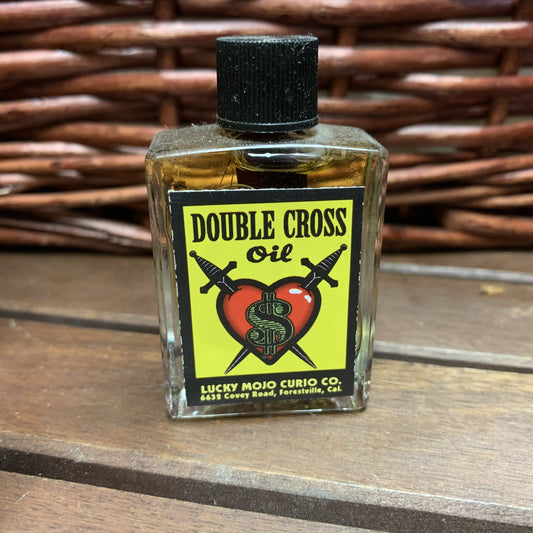 DOUBLE CROSS
Oil
$
LUCKY MOJO CURIO CO.
6632 Covey Road, Forestville, Cal.